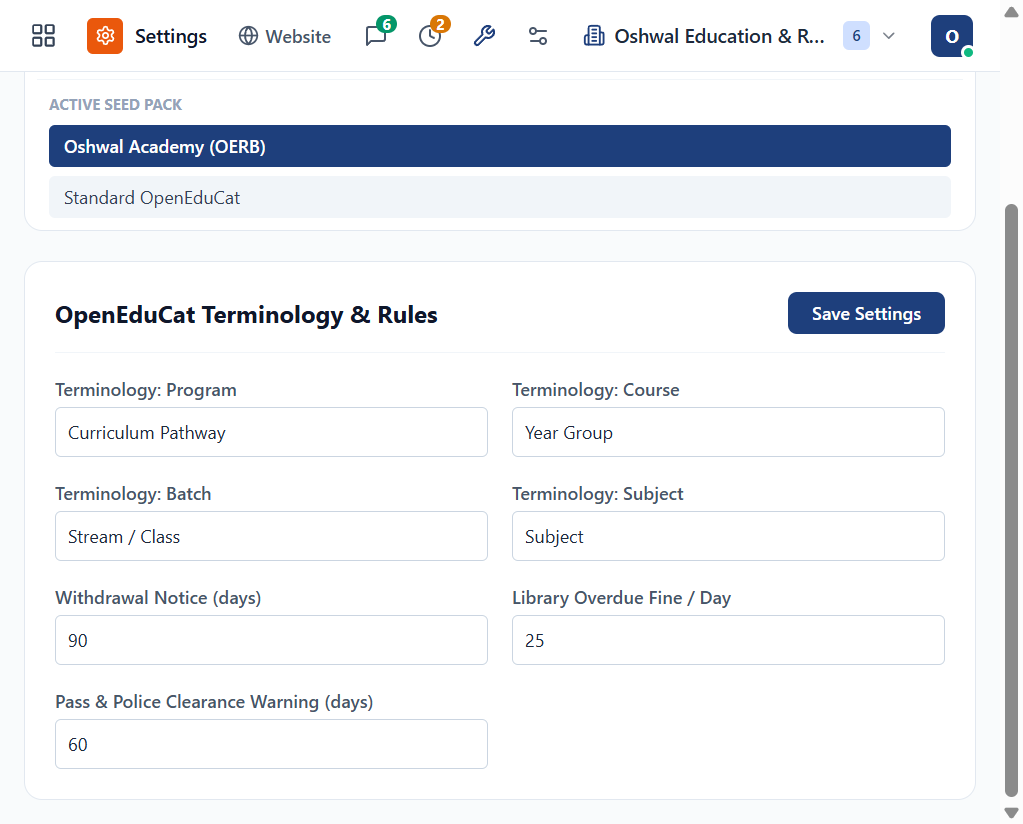 Settings
Website
6
2
Oshwal Education & R...
6
O
ACTIVE SEED PACK
Oshwal Academy (OERB)
Standard OpenEduCat
OpenEduCat Terminology & Rules
Save Settings
Terminology: Program
Terminology: Course
Curriculum Pathway
Year Group
Terminology: Batch
Terminology: Subject
Stream / Class
Subject
Withdrawal Notice (days)
Library Overdue Fine / Day
90
25
Pass & Police Clearance Warning (days)
60